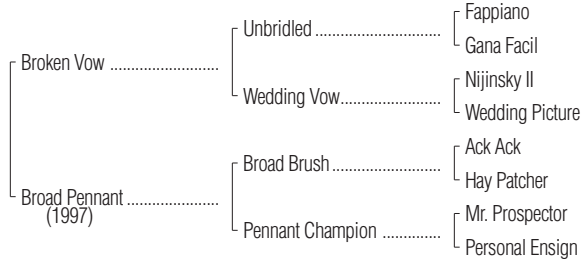 Fappiano
Unbridled
Gana Facil
Broken Vow
Nijinsky II
Wedding Vow
Wedding Picture
Ack Ack
Broad Brush
Hay Patcher
Broad Pennant
(1997)
Mr. Prospector
Pennant Champion
Personal Ensign